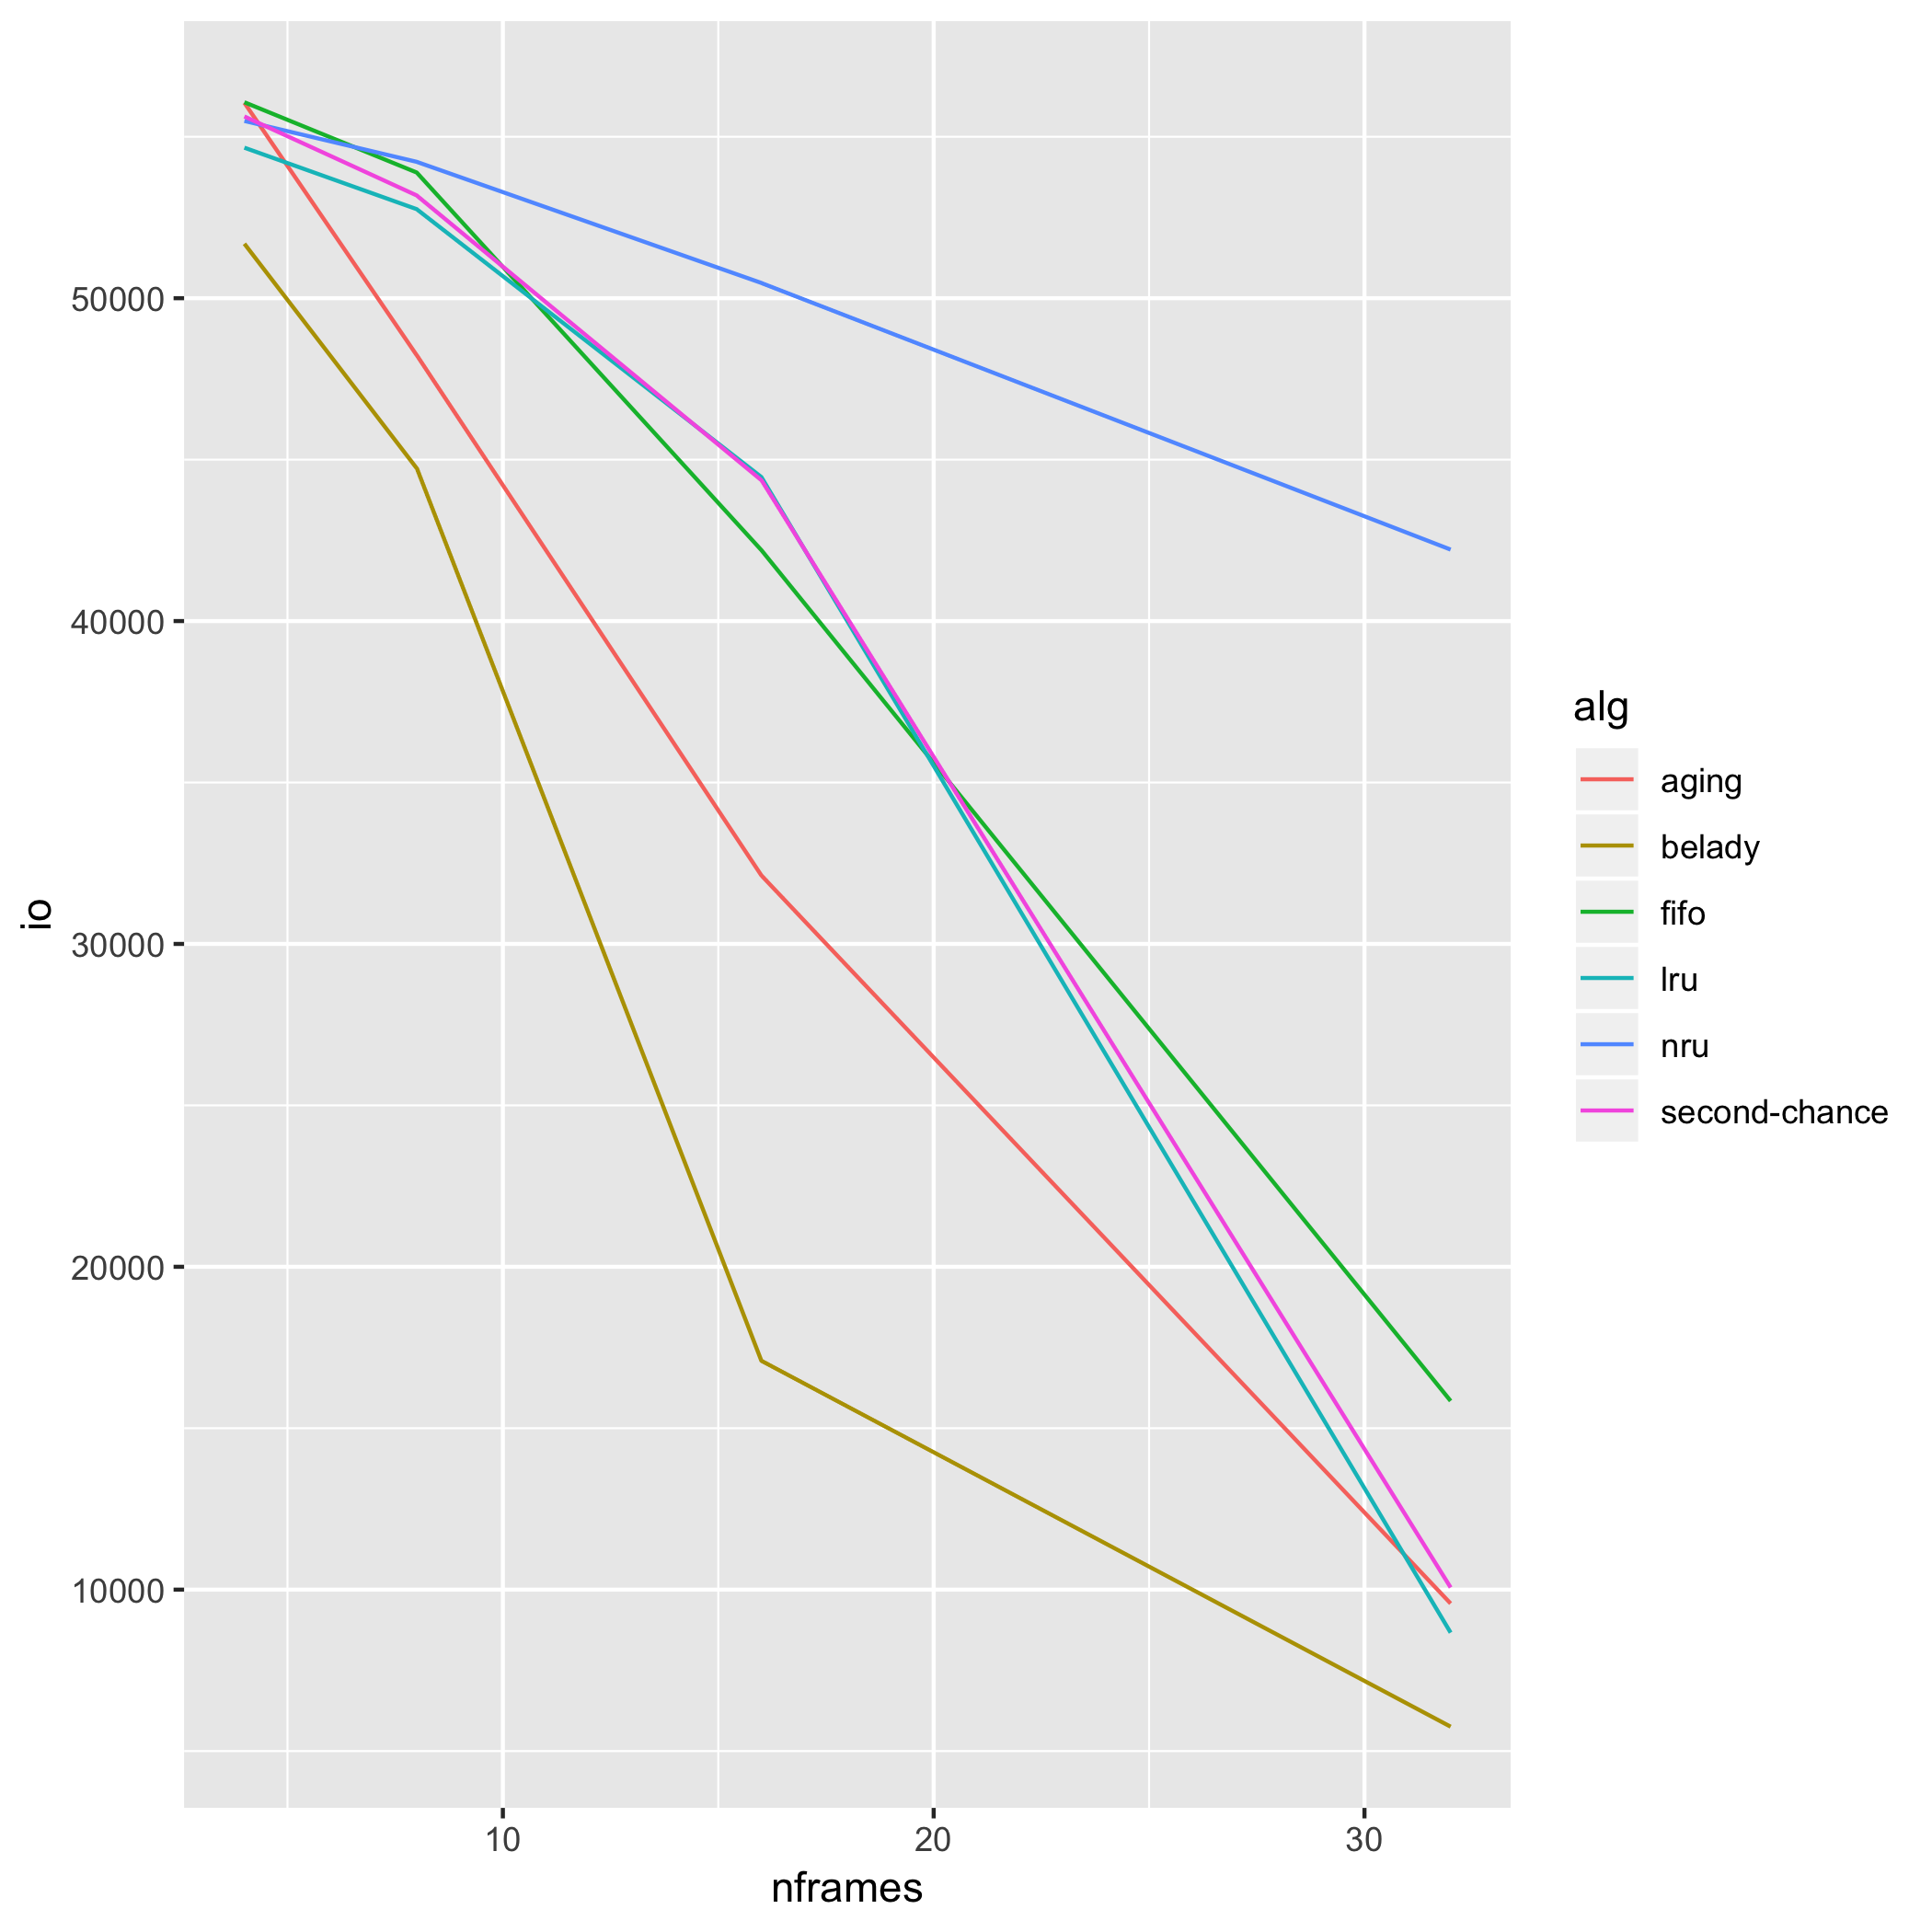 io
50000
40000
30000
20000
10000
10
20
30
nframes
alg
aging
belady
fifo
lru
nru
second-chance